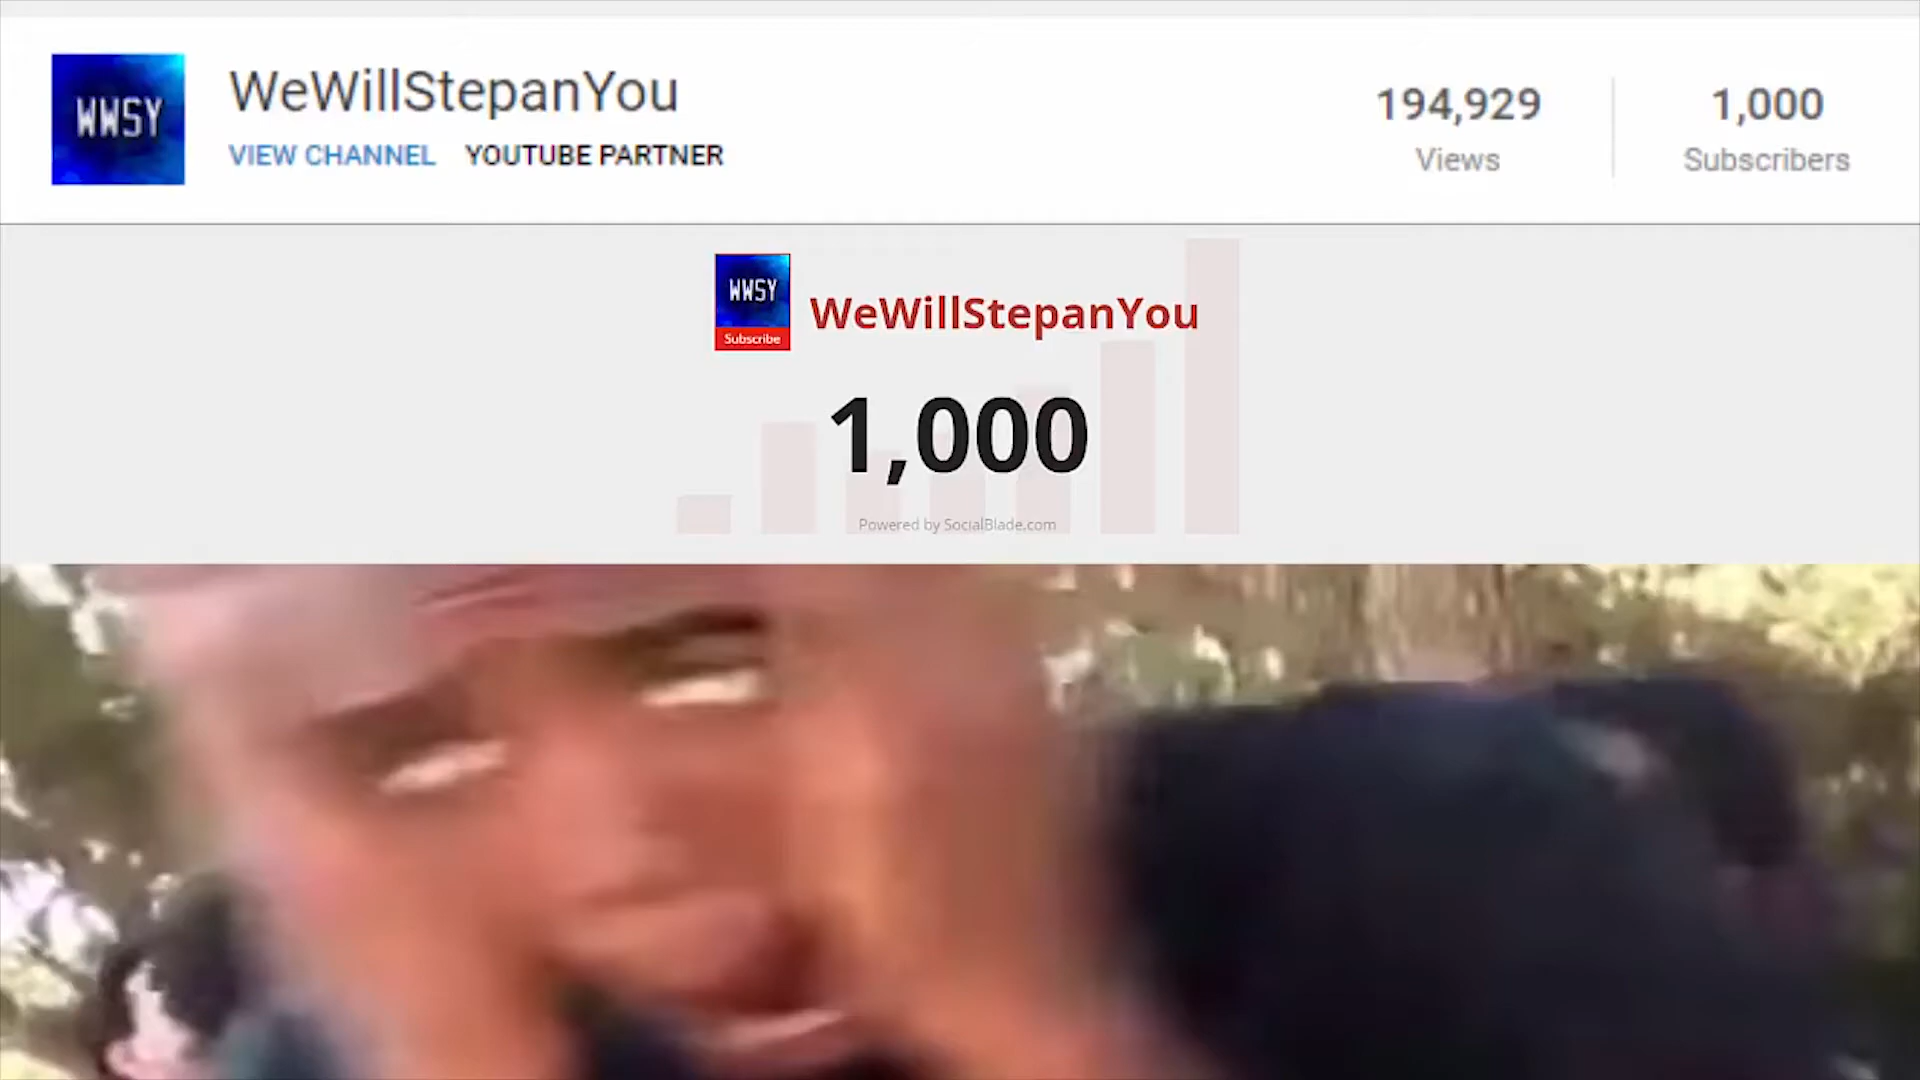 WWSY
WeWillStepanYou
VIEW CHANNEL YOUTUBE PARTNER
194,929
Views
1,000
Subscribers
WWSY
Subscribe
WeWillStepanYou
1,000
Powered by SocialBlade.com